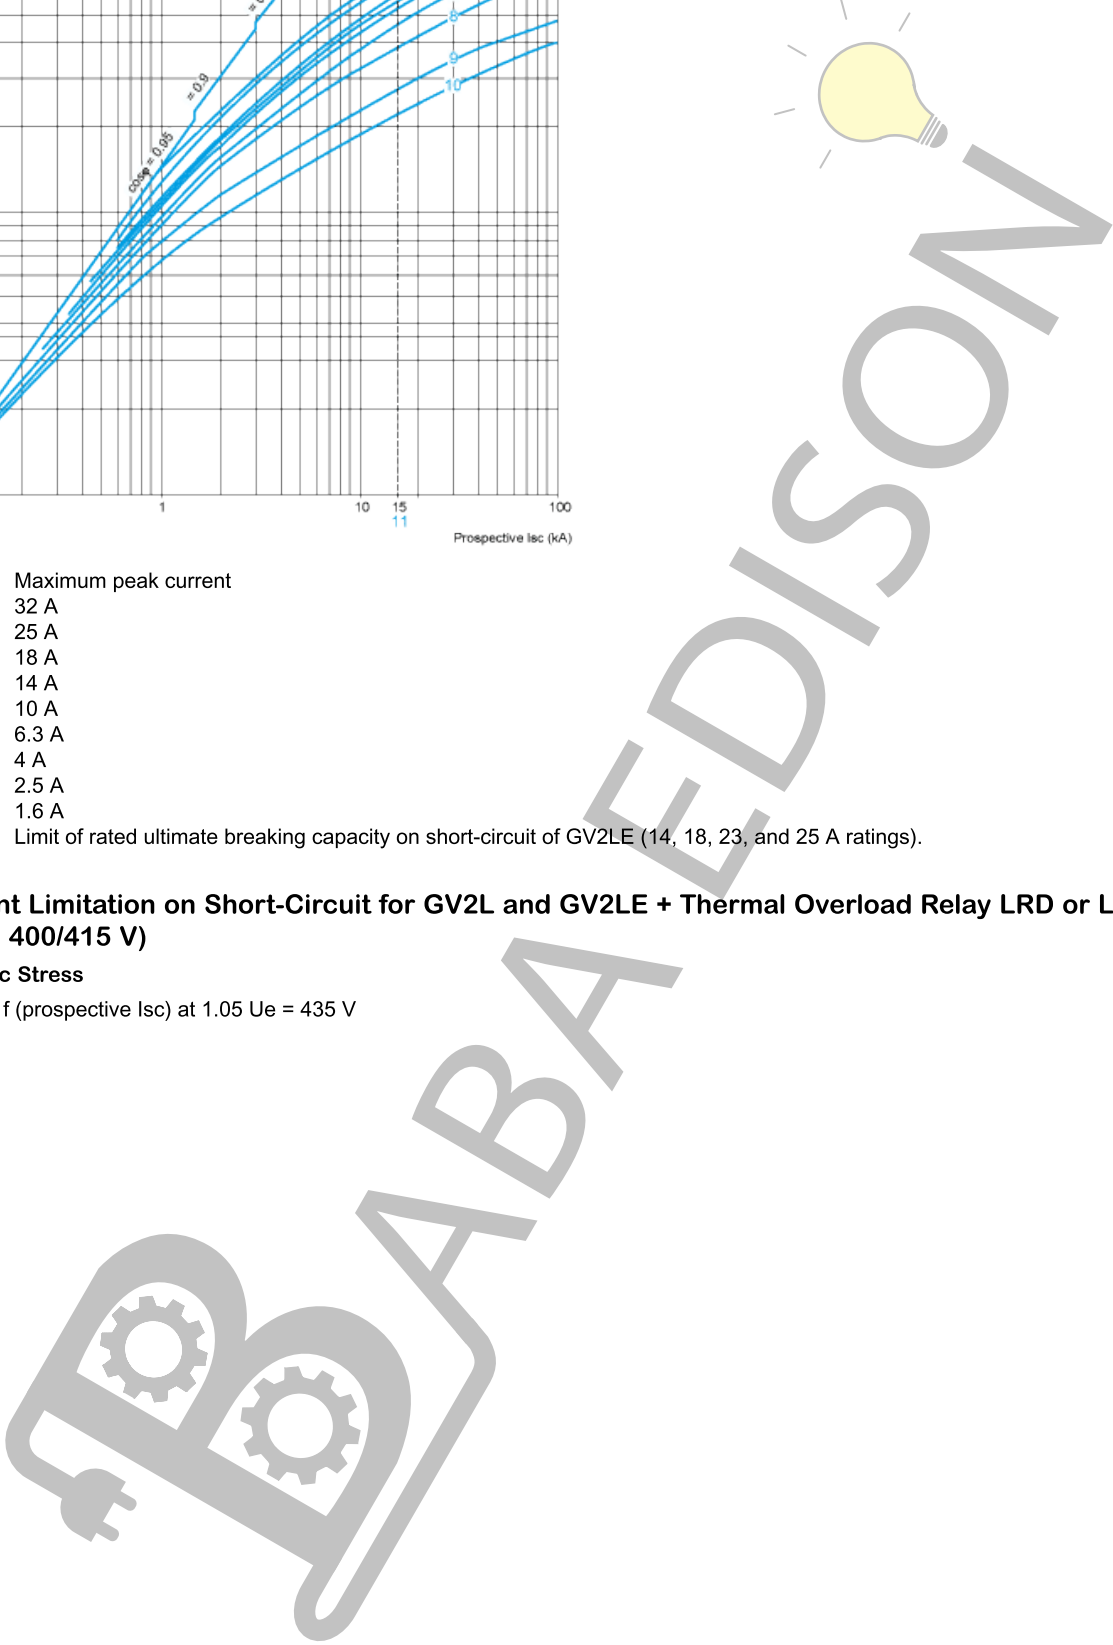 8
9
10
= 0.9
cosφ = 0.95
1 10 15 100
11
Prospective Isc (kA)
Maximum peak current
32 A
25 A
18 A
14 A
10 A
6.3 A
4 A
2.5 A
1.6 A
Limit of rated ultimate breaking capacity on short-circuit of GV2LE (14, 18, 23, and 25 A ratings).
nt Limitation on Short-Circuit for GV2L and GV2LE + Thermal Overload Relay LRD or L
400/415 V)
c Stress
f (prospective Isc) at 1.05 Ue = 435 V
BABA EDISON